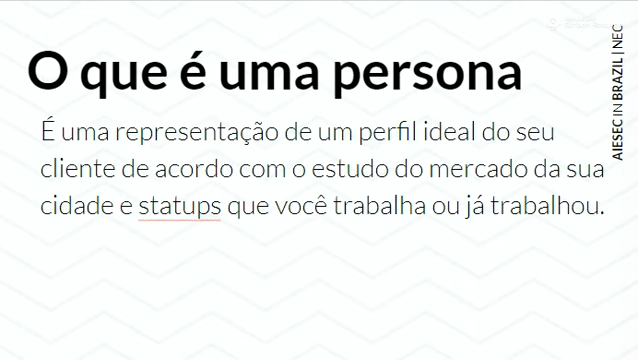 O que é uma persona
É uma representação de um perfil ideal do seu
cliente de acordo com o estudo do mercado da sua
cidade e statups que você trabalha ou já trabalhou.
AIESEC IN BRAZIL | NEC